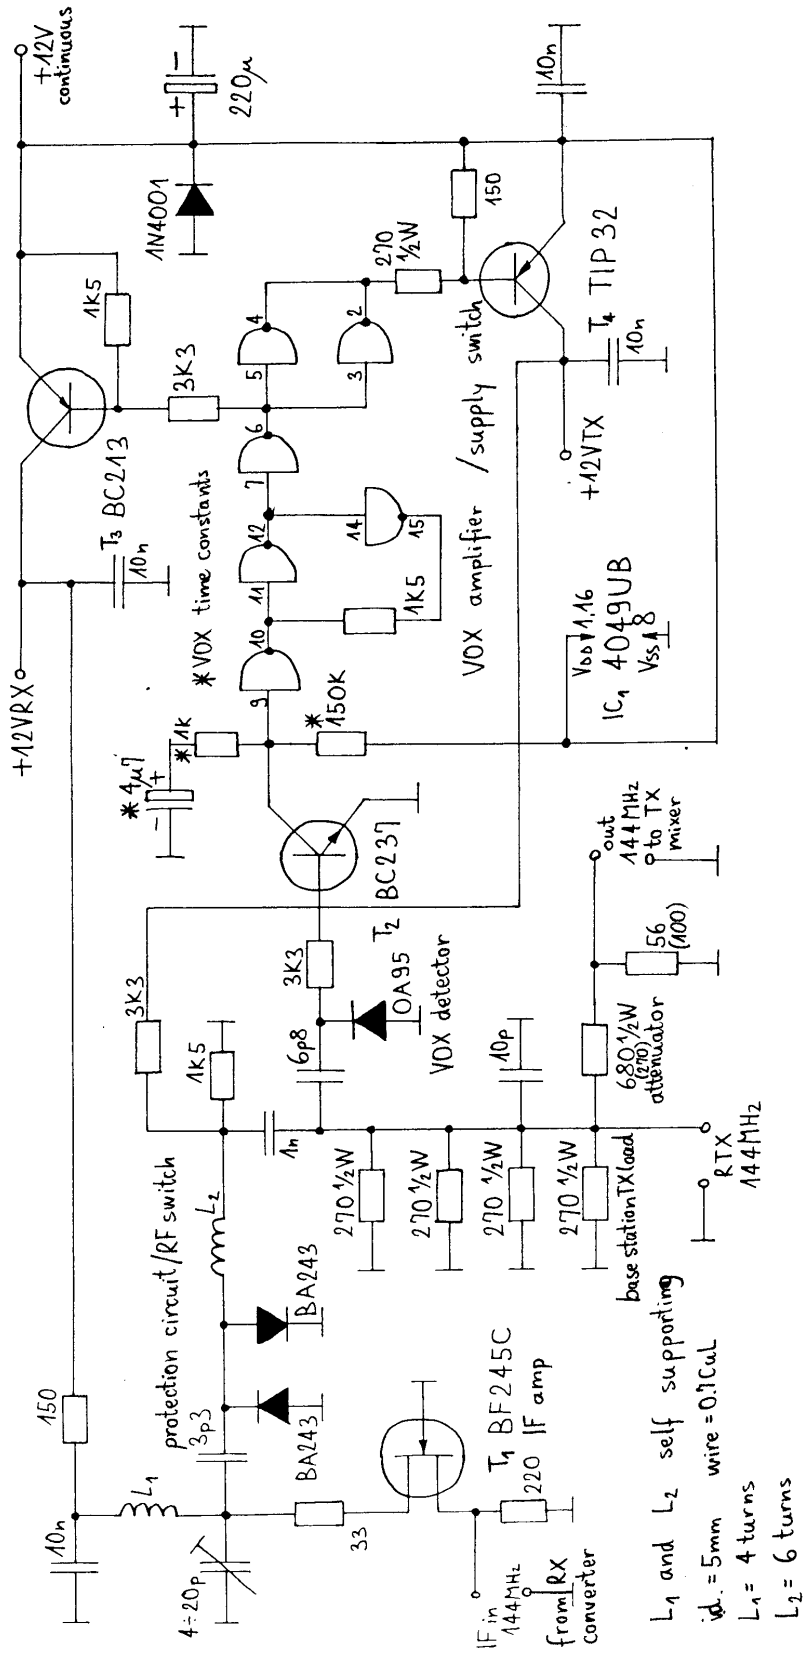 +12V
continuous
+ -
220µ
1N4001
10n
1K5
150
270
½W
TIP32
T4
10n
+12VTX
3K3
BC213
T3
10n
+12VRX
*VOX time constants
4
5
2
3
6
7
12
11
14
15
10
9
1K5
VOX amplifier
/supply switch
VDD 1,16
IC1 4049UB
VSS 8
*1K
*
150K
*4µ7
+
-
BC237
T2
3K3
OA95
6p8
VOX detector
3K3
1K5
1n
10p
out
144MHz
to TX
mixer
56
(100)
680 ½W
(270)
attenuator
270 ½W
270 ½W
270 ½W
270 ½W
base station TX load
RTX
144MHz
protection circuit/RF switch
L2
BA243
BA243
3p3
150
L1
10n
4÷20p
33
T1 BF245C
220 IF amp
IF in
144MHz
from RX
converter
L1 and L2 self supporting
id. = 5mm wire = 0.7CuL
L1 = 4 turns
L2 = 6 turns